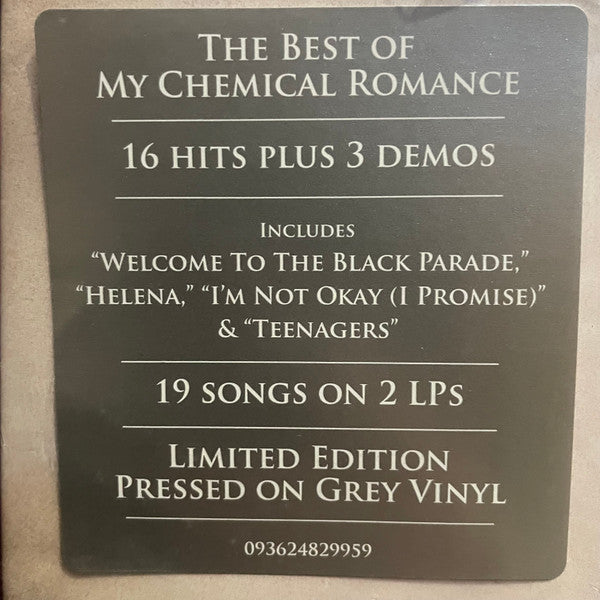 The Best of
My Chemical Romance
16 hits plus 3 demos
Includes
“Welcome To The Black Parade,”
“Helena,” “I’m Not Okay (I Promise)”
& “Teenagers”
19 songs on 2 LPs
Limited Edition
Pressed on Grey Vinyl
093624829959